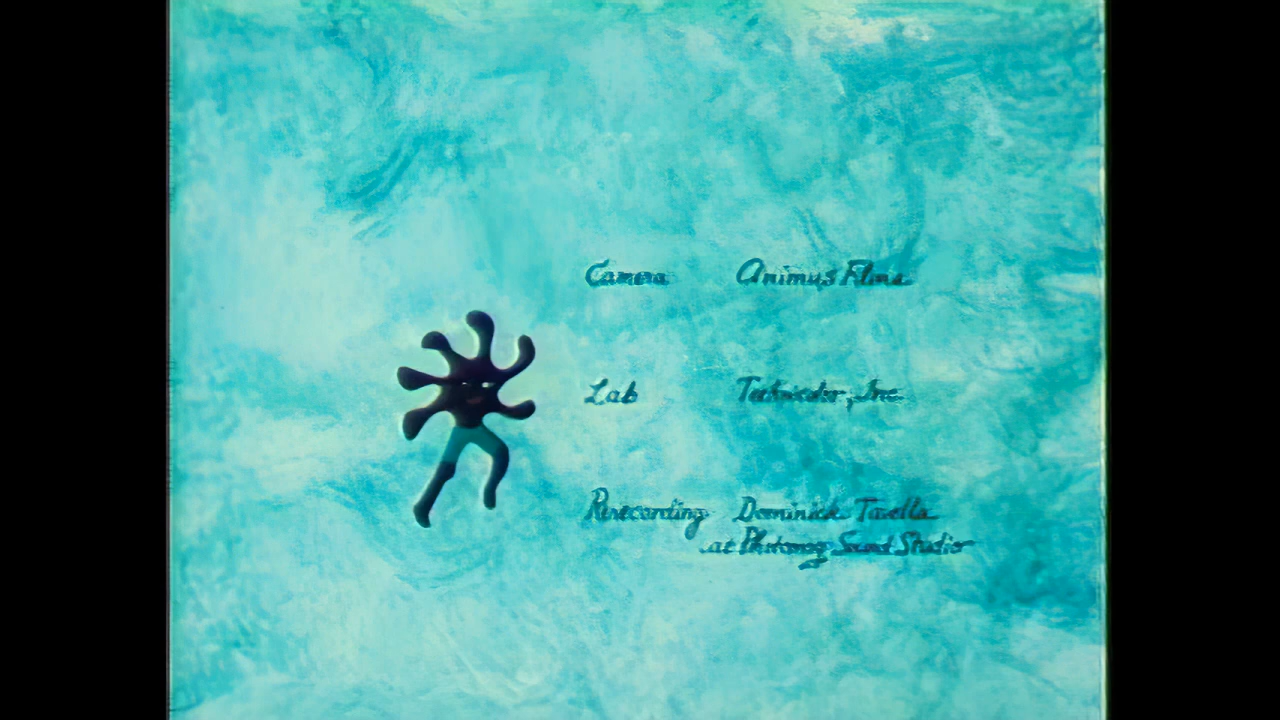 Camera Animus Films
Lab Technicolor, Inc.
Rerecording Dominick Tavella
at Photomag Sound Studio